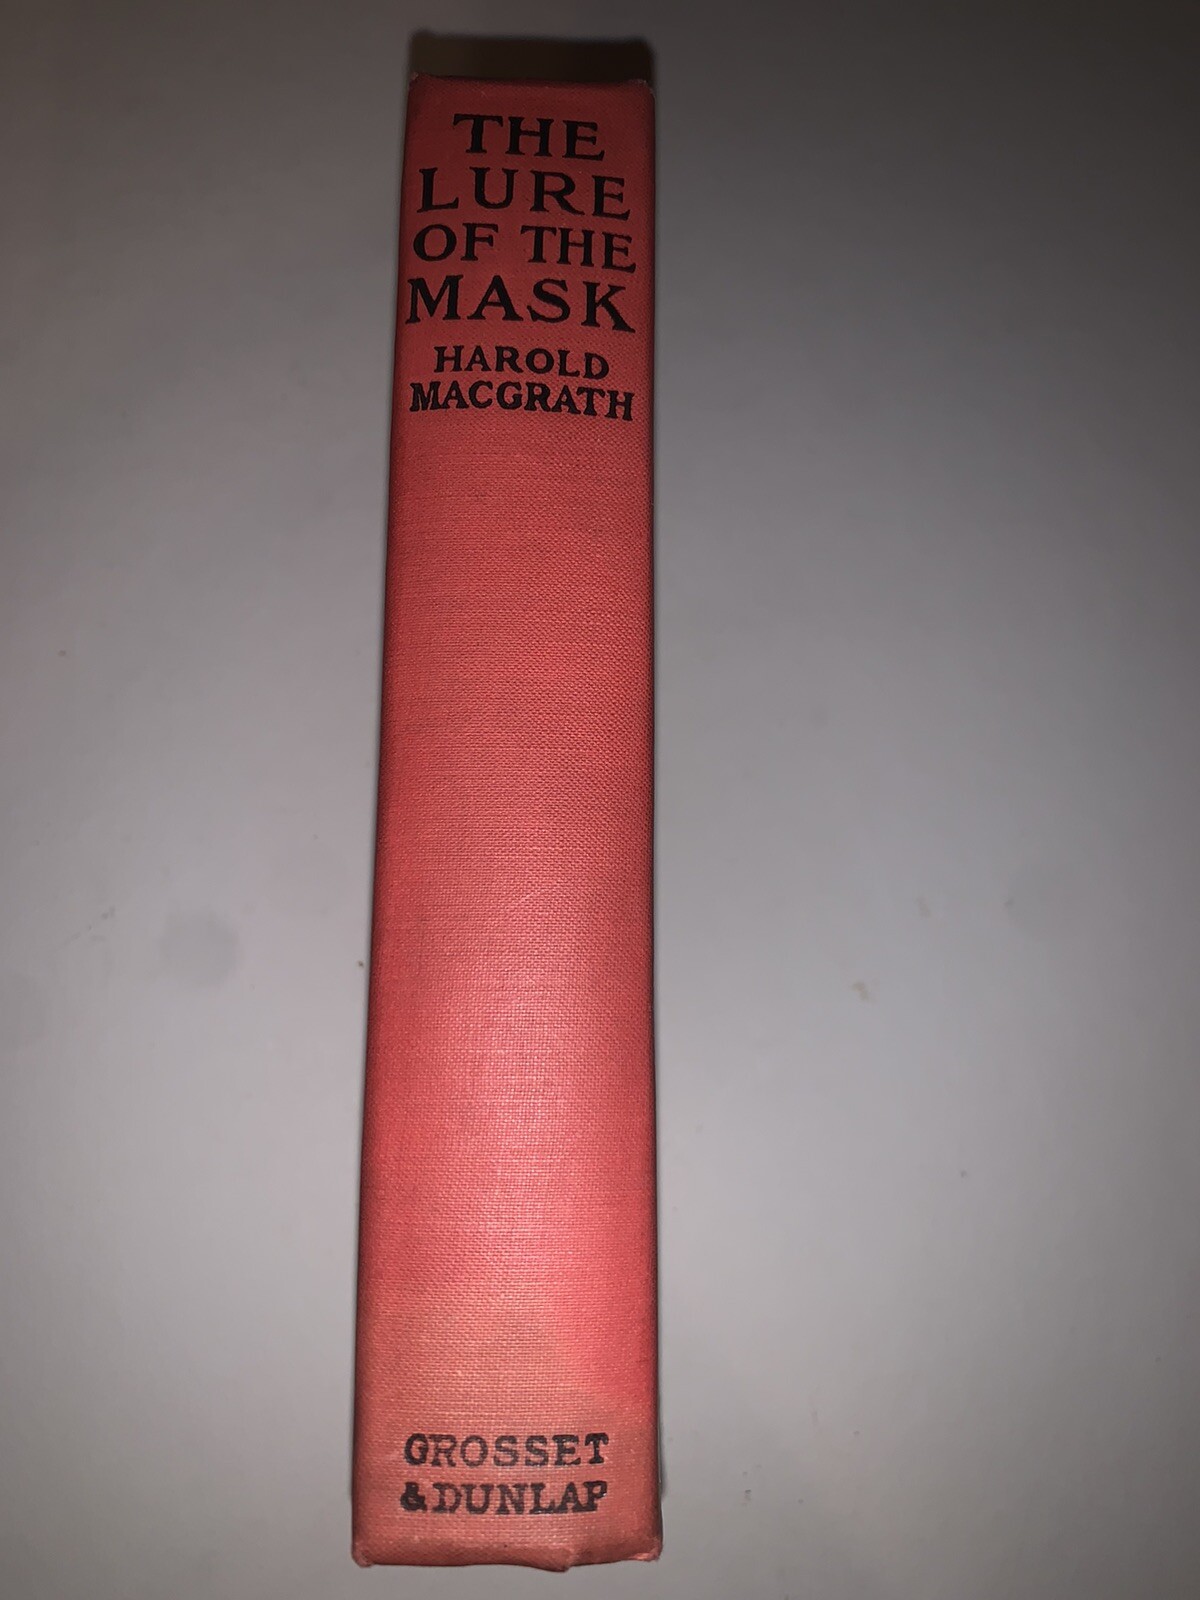 THE
LURE
OF THE
MASK
HAROLD
MACGRATH
GROSSET
& DUNLAP